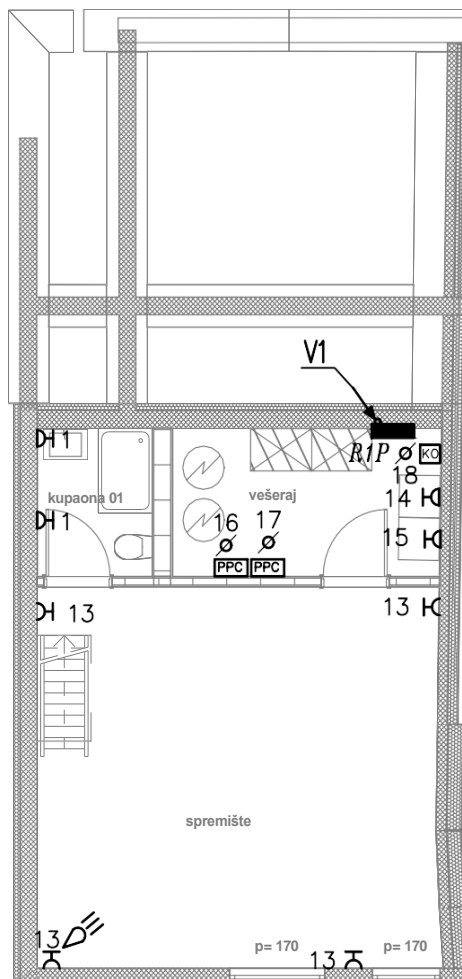 V1
1
R1P
KO
18
kupaona 01
vešeraj
14
1
16
17
15
PPC
PPC
13
13
spremište
13
p= 170
13
p= 170